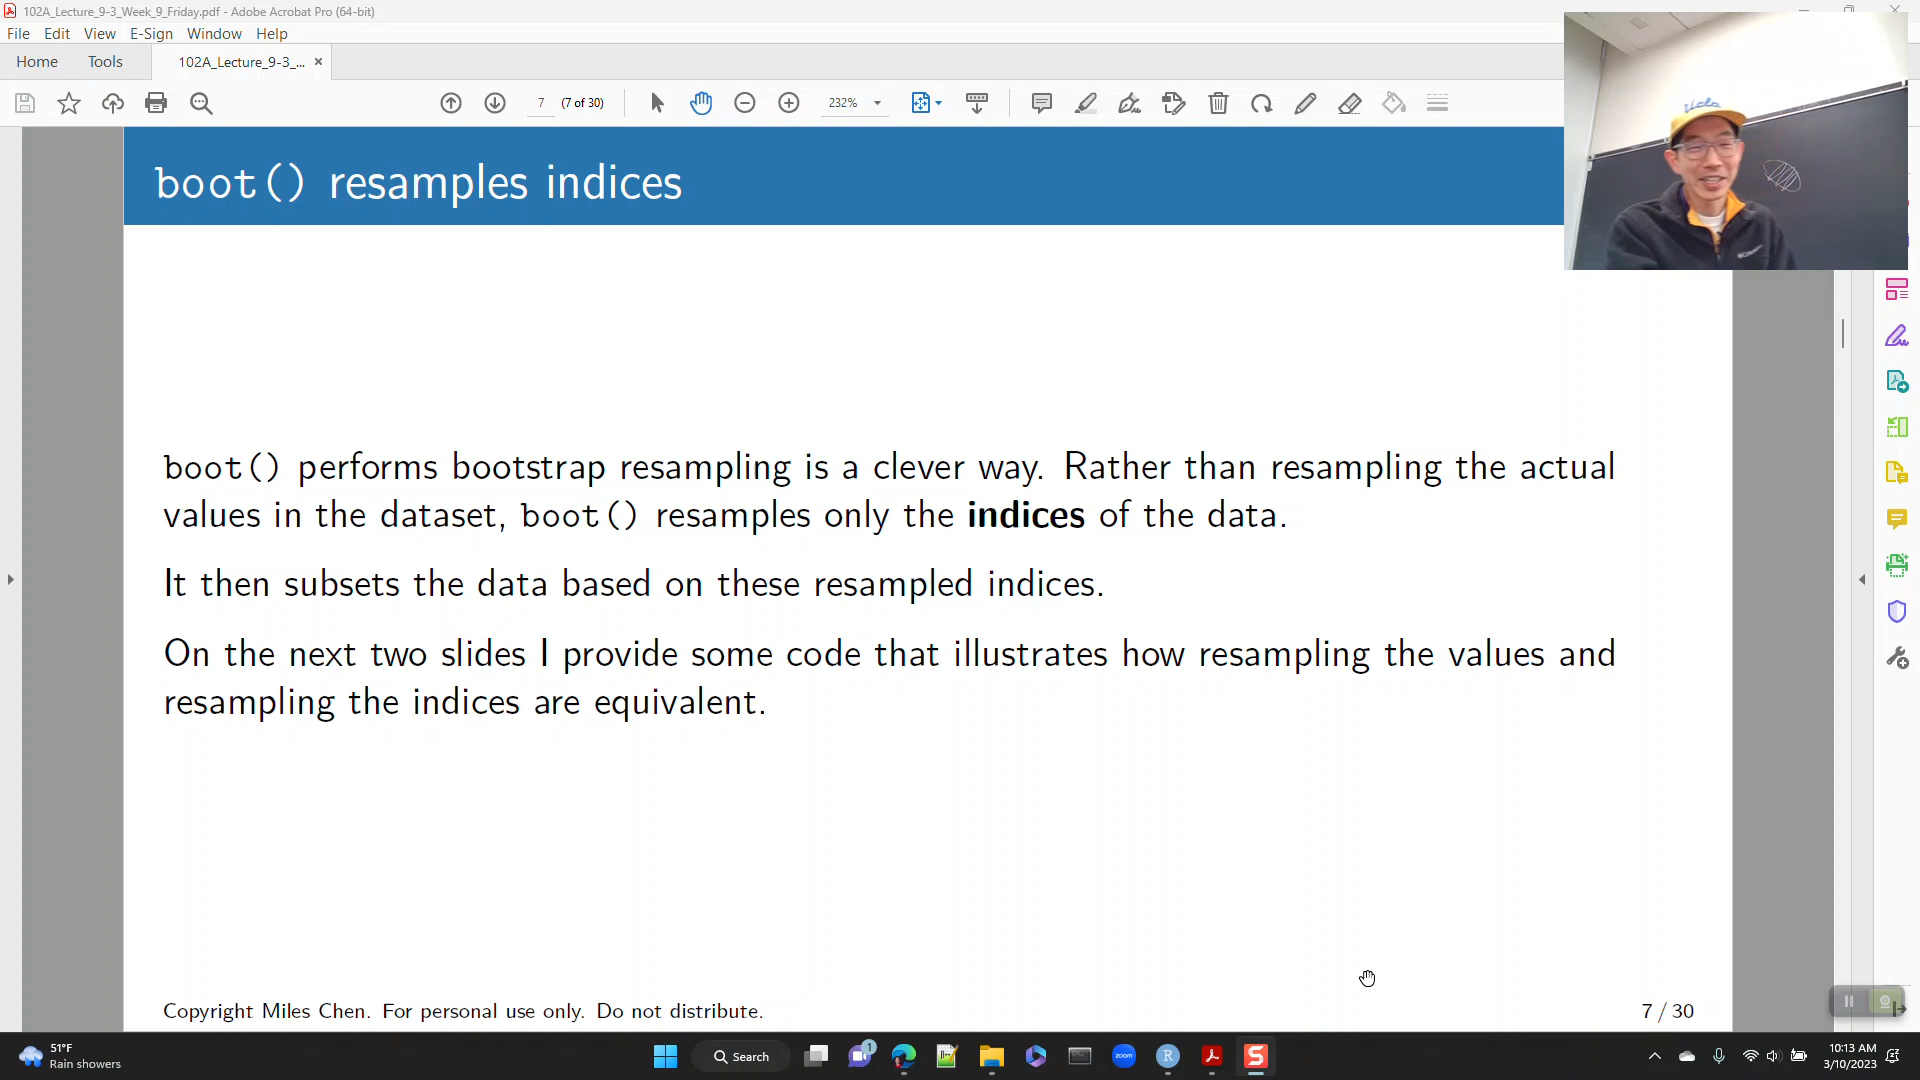 102A_Lecture_9-3_Week_9_Friday.pdf - Adobe Acrobat Pro (64-bit)
File Edit View E-Sign Window Help
Home Tools 102A_Lecture_9-3_... ×
7 (7 of 30) 232%
Ucla
boot() resamples indices
Columbia
boot() performs bootstrap resampling is a clever way. Rather than resampling the actual
values in the dataset, boot() resamples only the indices of the data.
It then subsets the data based on these resampled indices.
On the next two slides I provide some code that illustrates how resampling the values and
resampling the indices are equivalent.
Copyright Miles Chen. For personal use only. Do not distribute.
7 / 30
51°F
Rain showers
Search
1
zoom
R
S
10:13 AM
3/10/2023